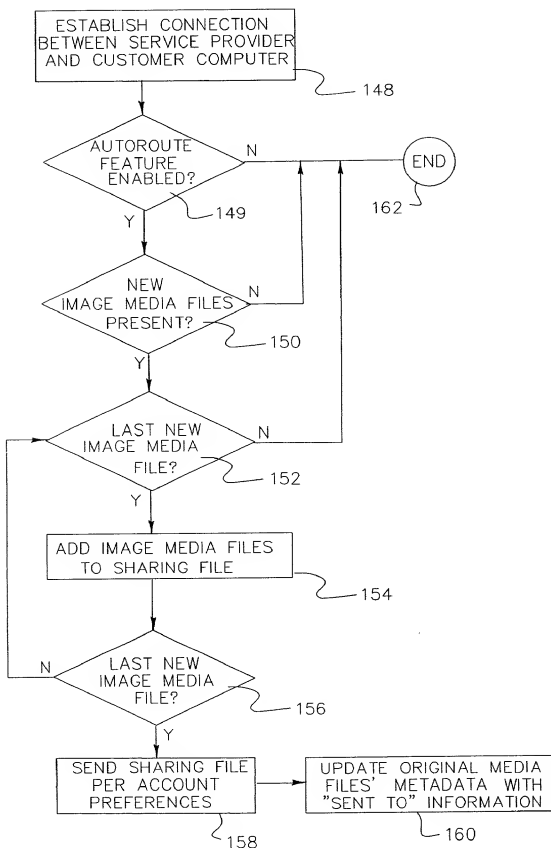 ESTABLISH CONNECTION
BETWEEN SERVICE PROVIDER
AND CUSTOMER COMPUTER
148
AUTOROUTE
FEATURE
ENABLED?
N
END
149
162
Y
NEW
IMAGE MEDIA FILES
PRESENT?
N
150
Y
LAST NEW
IMAGE MEDIA
FILE?
N
152
Y
ADD IMAGE MEDIA FILES
TO SHARING FILE
154
LAST NEW
IMAGE MEDIA
FILE?
N
156
Y
SEND SHARING FILE
PER ACCOUNT
PREFERENCES
158
UPDATE ORIGINAL MEDIA
FILES' METADATA WITH
"SENT TO" INFORMATION
160